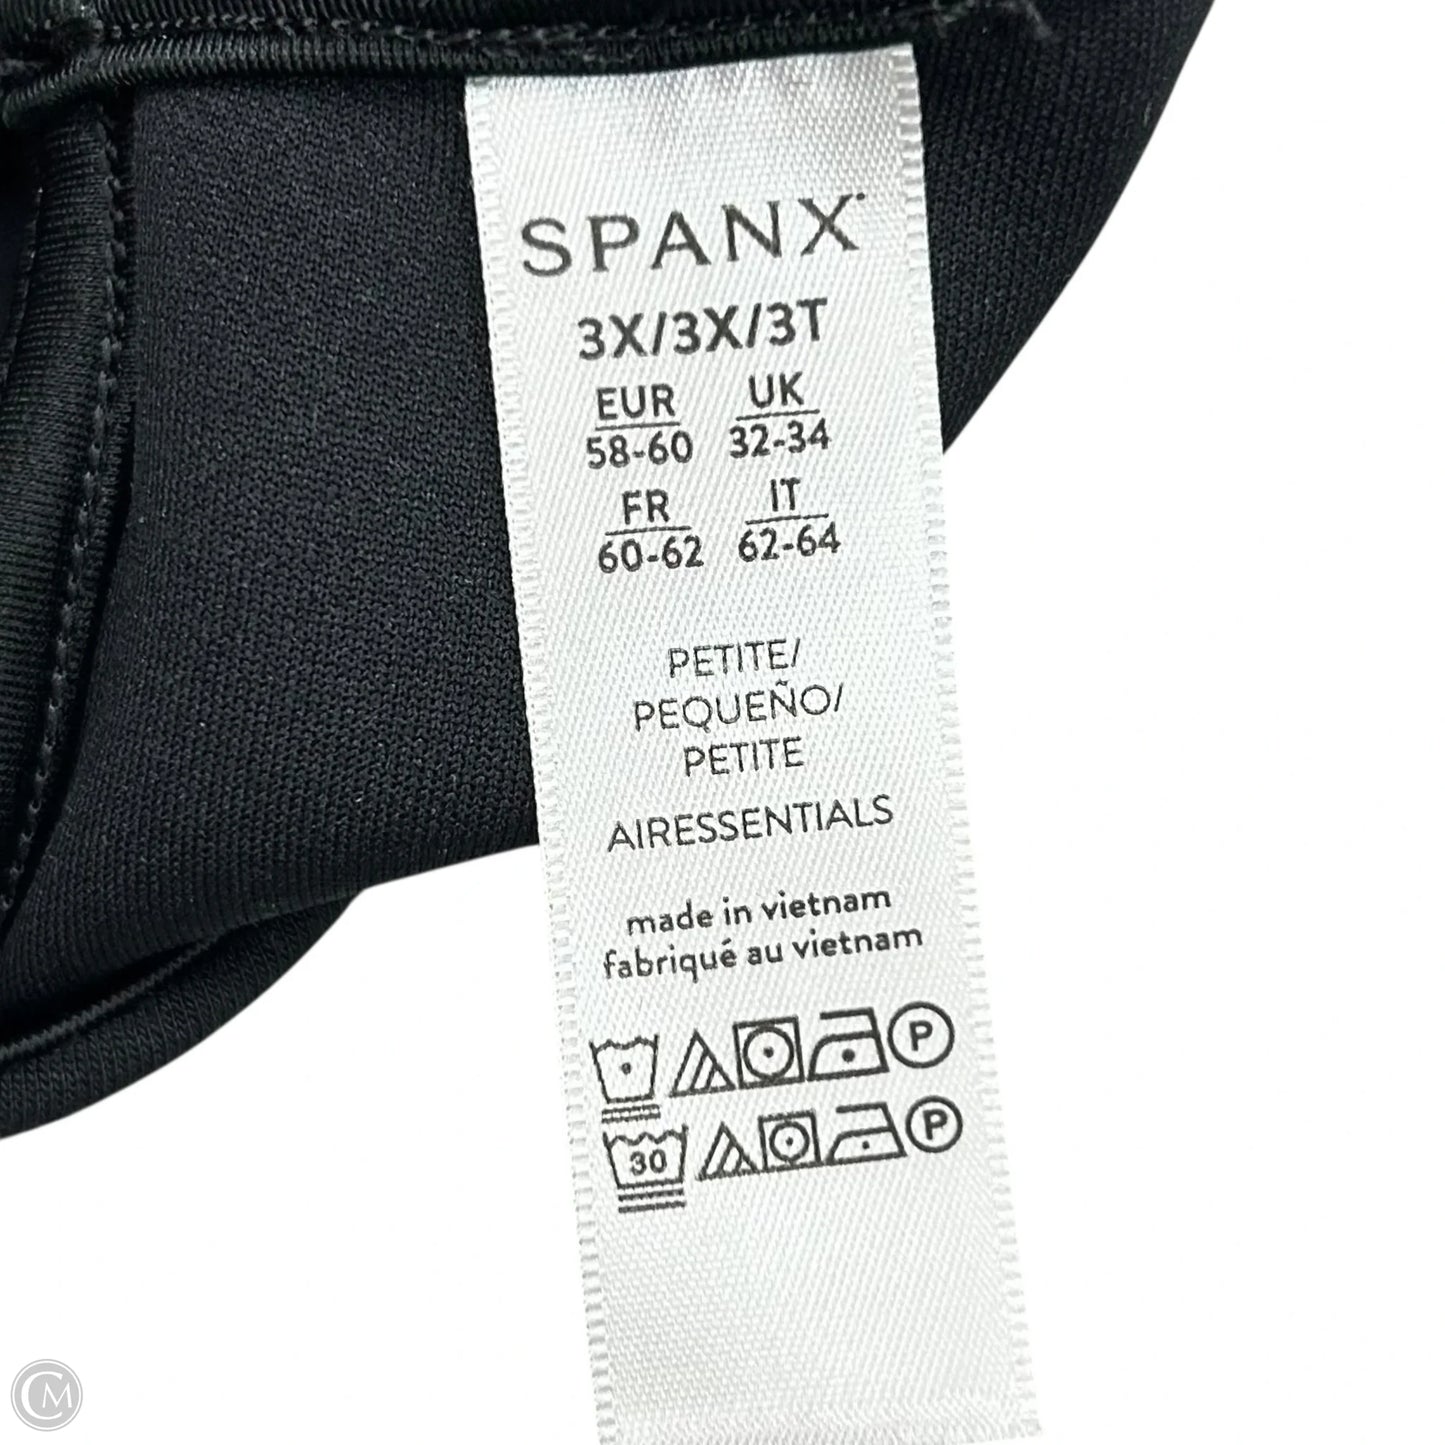 SPANX
3X/3X/3T
EUR UK
58-60 32-34
FR IT
60-62 62-64
PETITE/
PEQUEÑO/
PETITE
AIRESSENTIALS
made in vietnam
fabriqué au vietnam
P
30 P
CM